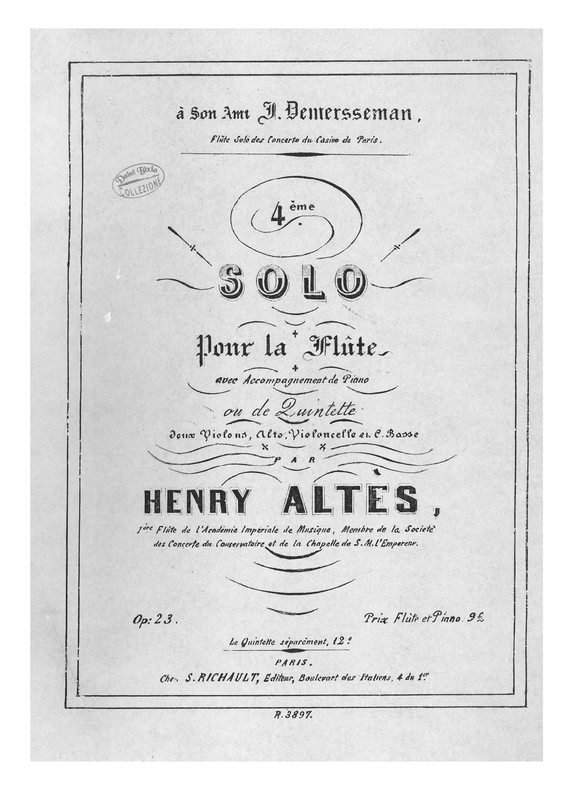 à Son Ami J. Demersseman,
Flûte Solo des Concerts du Casino de Paris.
COLLEZIONE
4ème
SOLO
Pour la Flûte
avec Accompagnement de Piano
ou de Quintette
deux Violons, Alto, Violoncelle et C. Basse
PAR
HENRY ALTÈS,
1ère Flûte de l'Académie Impériale de Musique, Membre de la Société
des Concerts du Conservatoire et de la Chapelle de S. M. l'Empereur.
Op: 23. Prix Flûte et Piano. 9f
Le Quintette séparément, 12f
PARIS.
Chez S. RICHAULT, Editeur, Boulevart des Italiens, 4 du 1er
R. 3897.